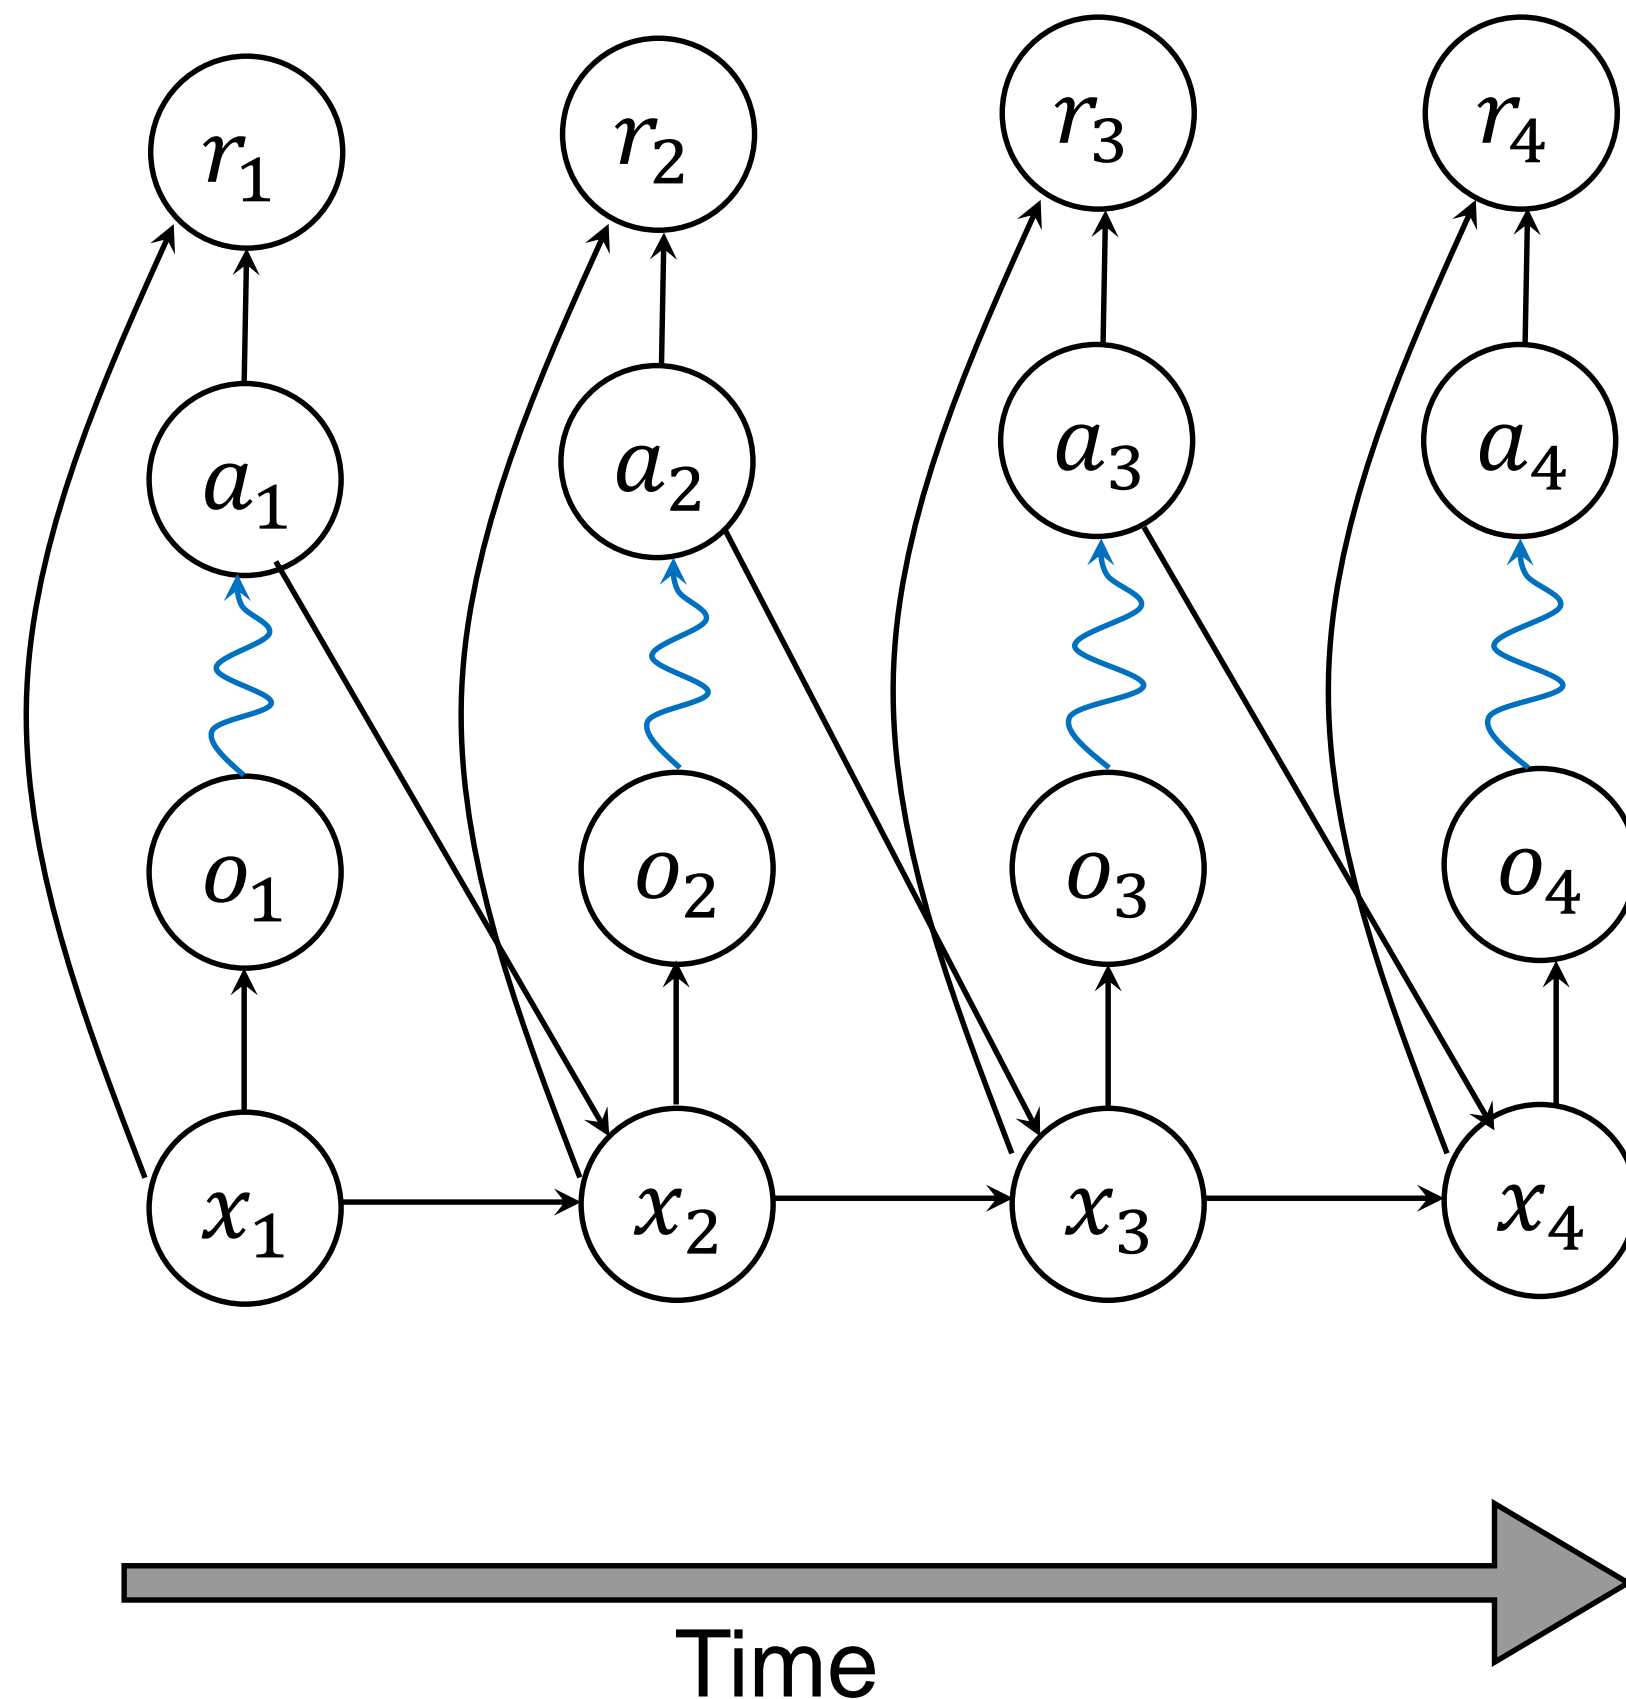 r₁ r₂ r₃ r₄
a₁ a₂ a₃ a₄
o₁ o₂ o₃ o₄
x₁ x₂ x₃ x₄
Time